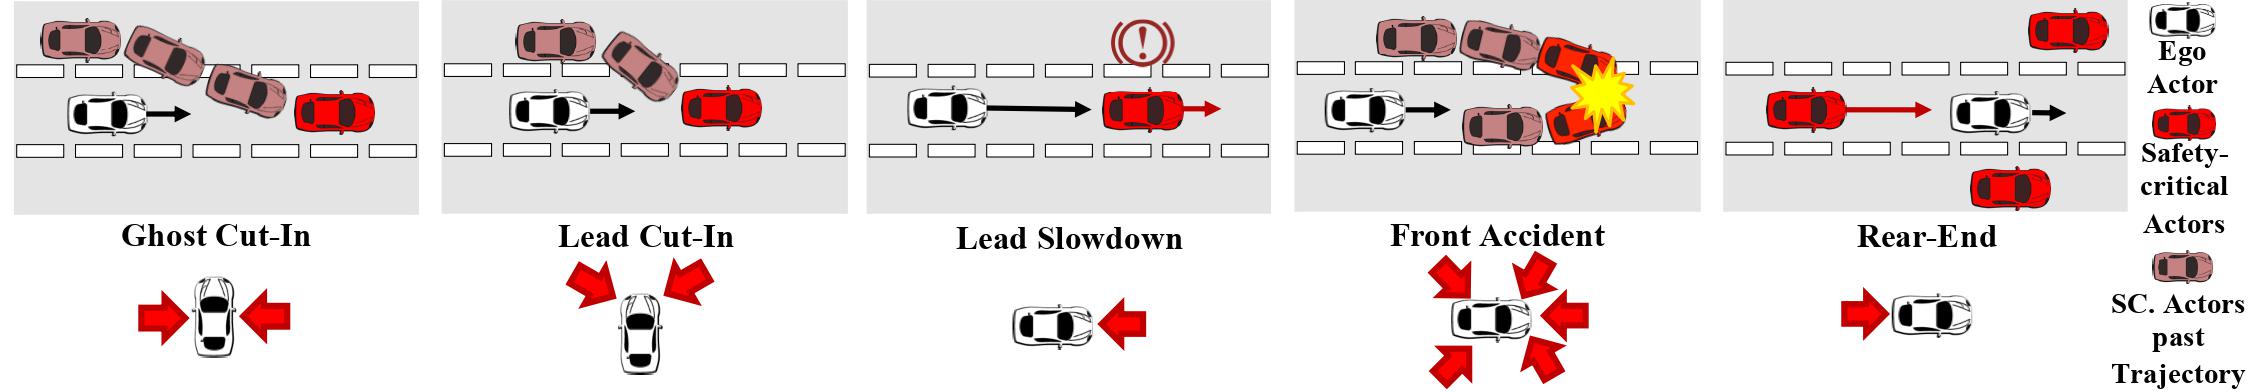 Ghost Cut-In
Lead Cut-In
!
Lead Slowdown
Front Accident
Rear-End
Ego
Actor
Safety-
critical
Actors
SC. Actors
past
Trajectory